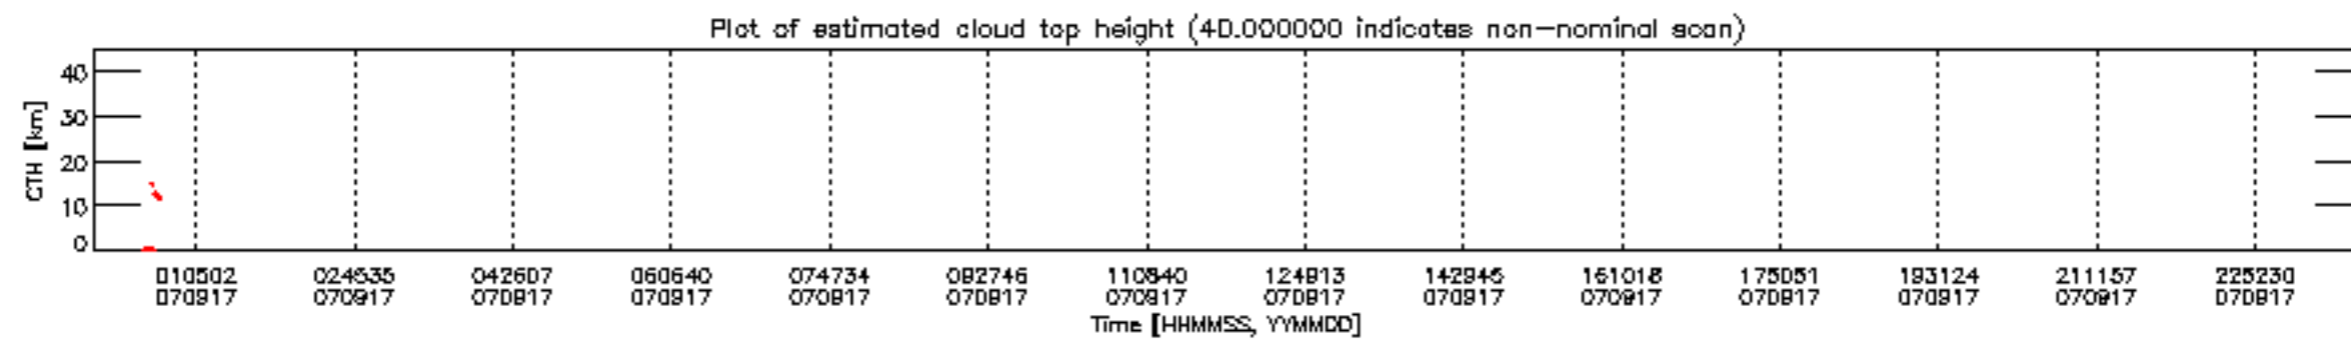 Plot of estimated cloud top height (40.000000 indicates non-nominal scan)
40
30
20
10
0
CTH [km]
010502 024635 042607 060640 074734 092746 110840 124913 142946 161018 175051 193124 211157 225230
070917 070917 070917 070917 070917 070917 070917 070917 070917 070917 070917 070917 070917 070917
Time [HHMMSS, YYMMDD]